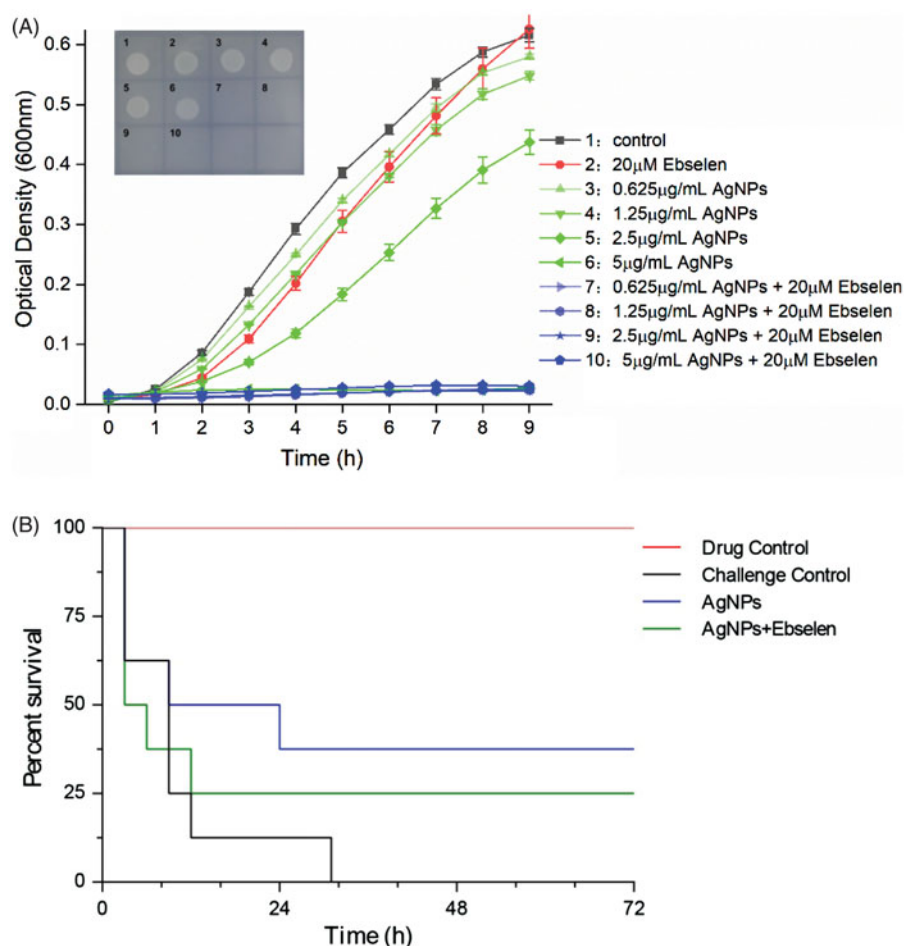 (A)
Optical Density (600nm)
0.6
0.5
0.4
0.3
0.2
0.1
0.0
1 2 3 4
5 6 7 8
9 10
0 1 2 3 4 5 6 7 8 9
Time (h)
1: control
2: 20μM Ebselen
3: 0.625μg/mL AgNPs
4: 1.25μg/mL AgNPs
5: 2.5μg/mL AgNPs
6: 5μg/mL AgNPs
7: 0.625μg/mL AgNPs + 20μM Ebselen
8: 1.25μg/mL AgNPs + 20μM Ebselen
9: 2.5μg/mL AgNPs + 20μM Ebselen
10: 5μg/mL AgNPs + 20μM Ebselen
(B)
Percent survival
100
75
50
25
0
0 24 48 72
Time (h)
Drug Control
Challenge Control
AgNPs
AgNPs+Ebselen